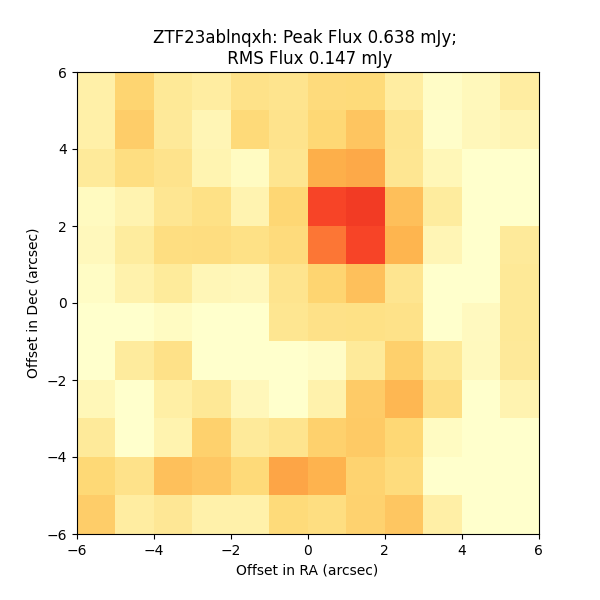 ZTF23ablnqxh: Peak Flux 0.638 mJy;
RMS Flux 0.147 mJy
6
4
2
0
−2
−4
−6
Offset in Dec (arcsec)
−6 −4 −2 0 2 4 6
Offset in RA (arcsec)